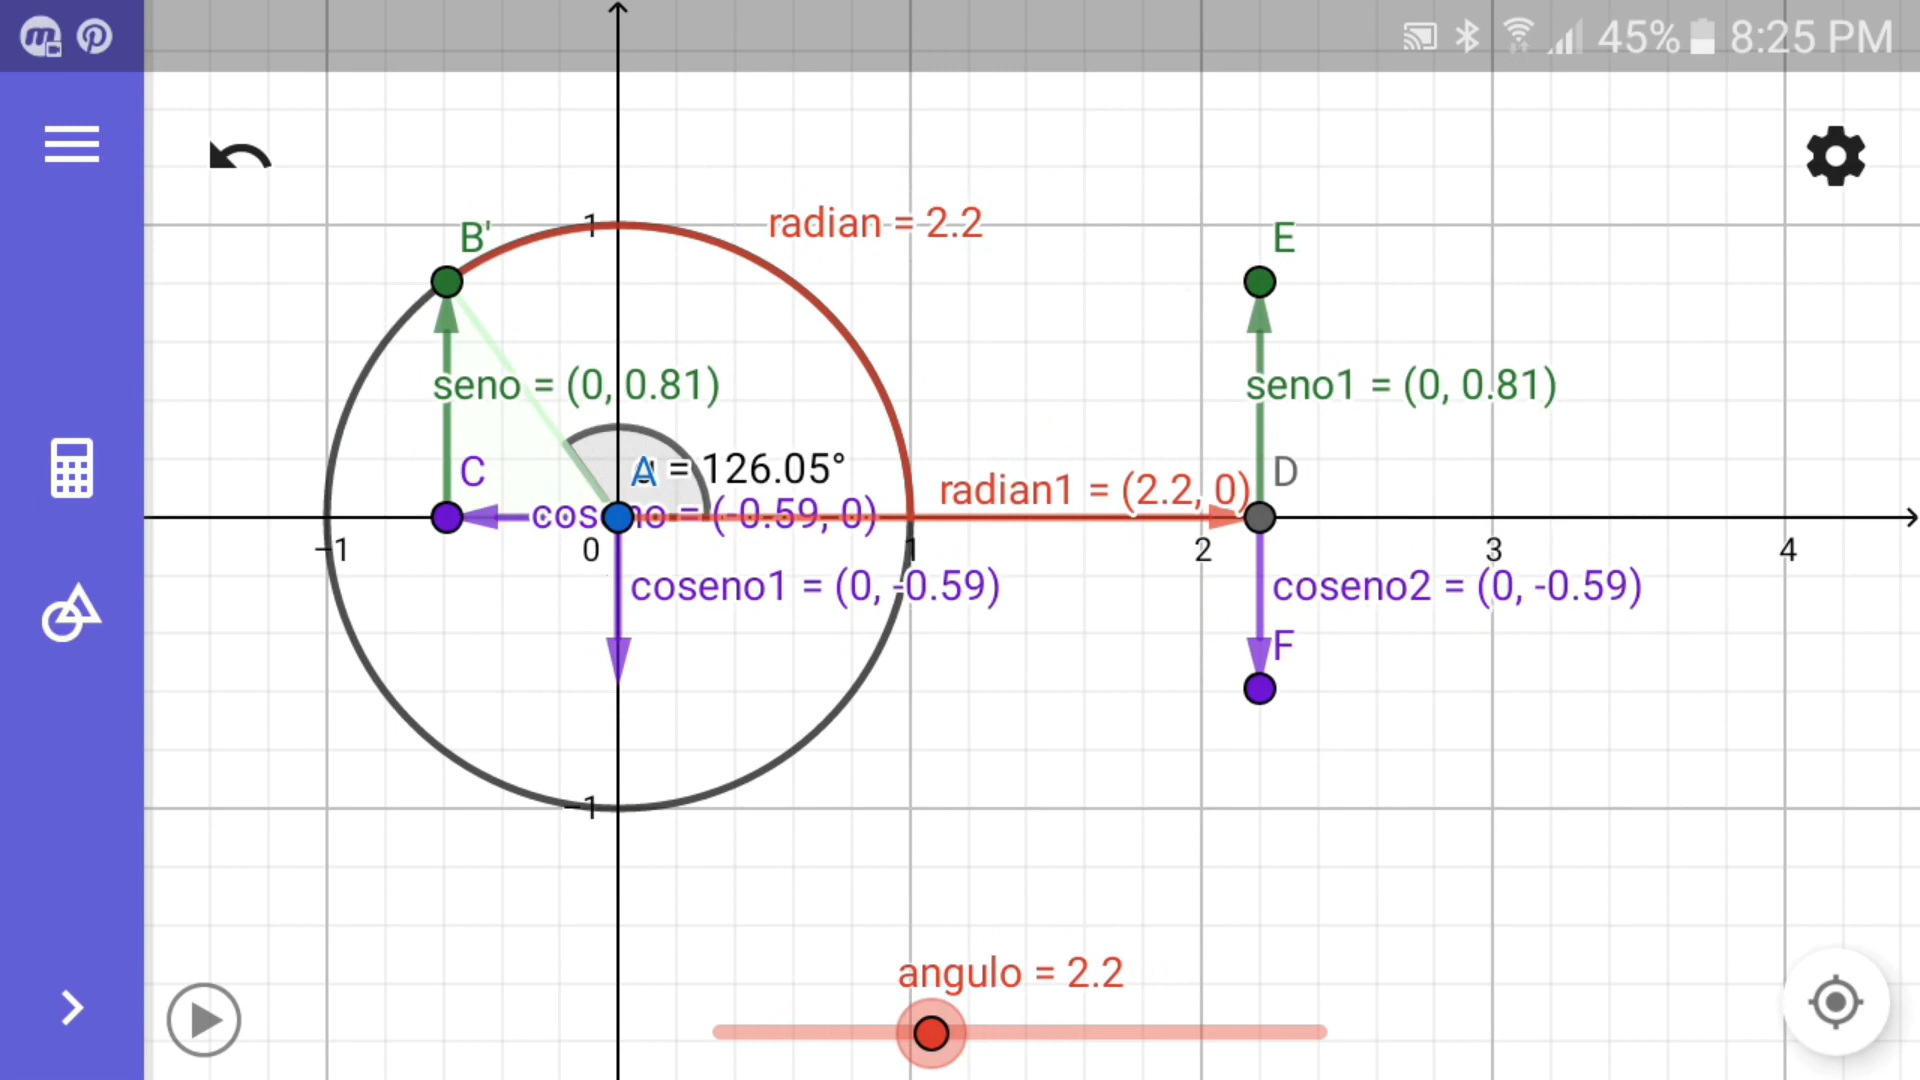 45% 8:25 PM
1
B'
radian = 2.2
E
seno = (0, 0.81)
seno1 = (0, 0.81)
C
= 126.05°
A
radian1 = (2.2, 0)
D
coseno = (-0.59, 0)
−1
0
1
2
3
4
coseno1 = (0, -0.59)
coseno2 = (0, -0.59)
F
−1
angulo = 2.2